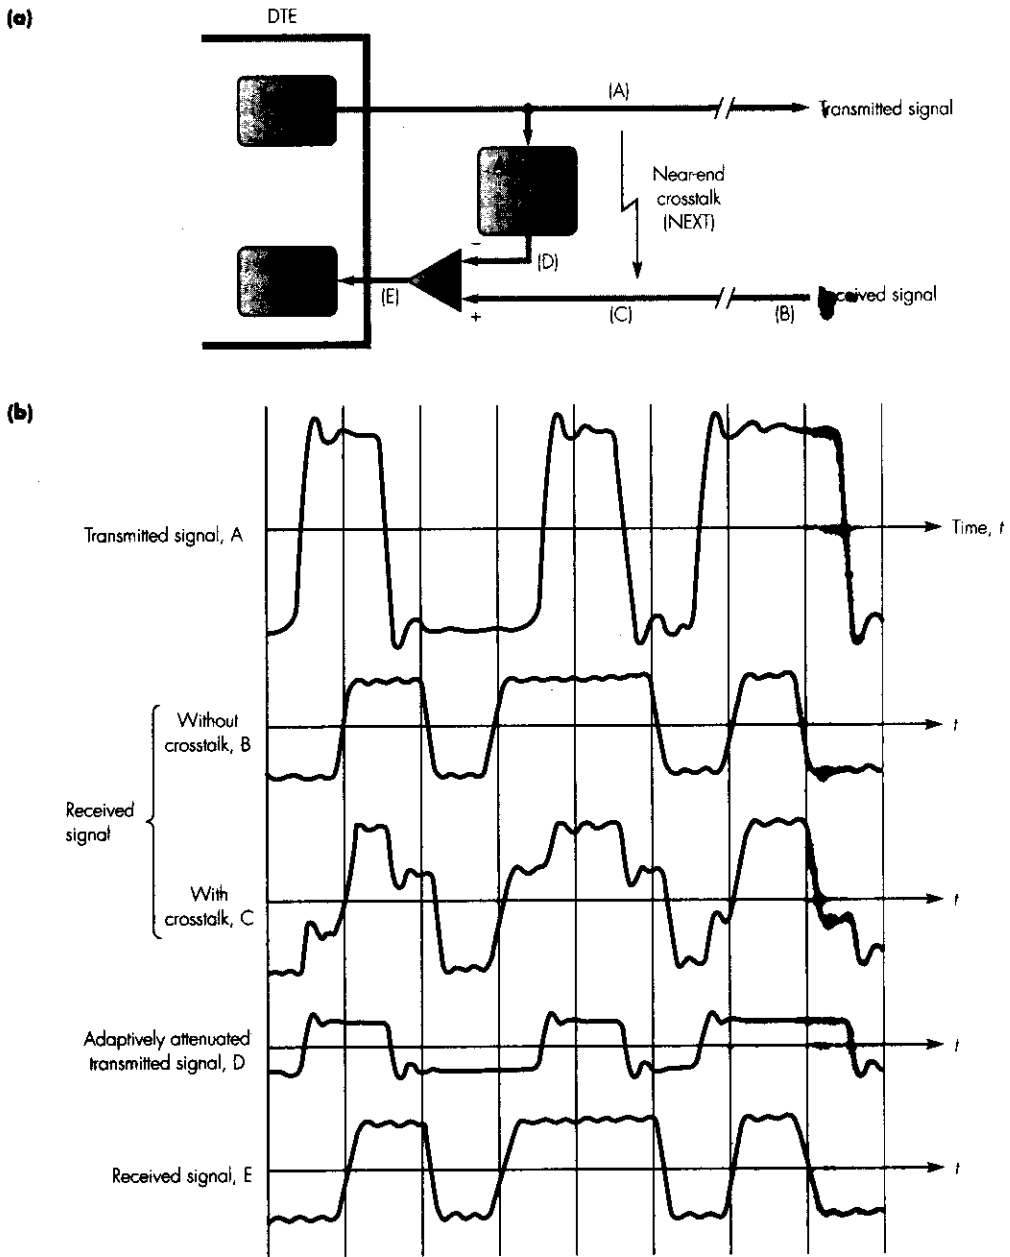 (a)
DTE
(A)
Transmitted signal
Near-end
crosstalk
(NEXT)
−
(D)
(E)
+
(C)
(B)
signal
(b)
Transmitted signal, A
Time, t
Without
crosstalk, B
t
Received
signal
With
crosstalk, C
t
Adaptively attenuated
transmitted signal, D
t
Received signal, E
t